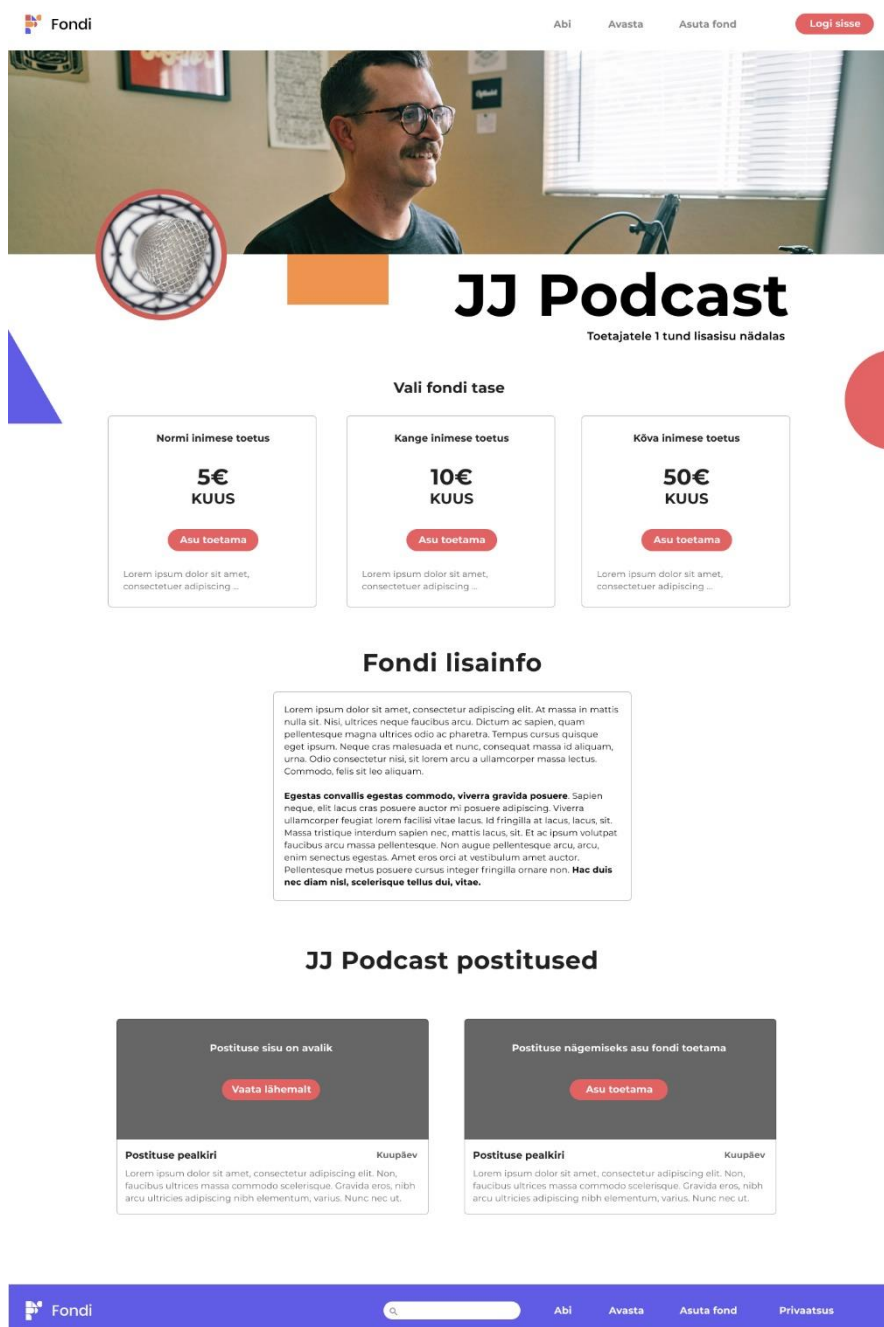 Fondi
Abi
Avasta
Asuta fond
Logi sisse
JJ Podcast
Toetajatele 1 tund lisasisu nädalas
Vali fondi tase
Normi inimese toetus
5€
KUUS
Asu toetama
Lorem ipsum dolor sit amet,
consectetuer adipiscing ...
Kange inimese toetus
10€
KUUS
Asu toetama
Lorem ipsum dolor sit amet,
consectetuer adipiscing ...
Kõva inimese toetus
50€
KUUS
Asu toetama
Lorem ipsum dolor sit amet,
consectetuer adipiscing ...
Fondi lisainfo
Lorem ipsum dolor sit amet, consectetur adipiscing elit. At massa in mattis
nulla sit. Nisi, ultrices neque faucibus arcu. Dictum ac sapien, quam
pellentesque magna ultrices odio ac pharetra. Tempus cursus quisque
eget ipsum. Neque cras malesuada et nunc, consequat massa id aliquam,
urna. Odio consectetur nisi, sit lorem arcu a ullamcorper massa lectus.
Commodo, felis sit leo aliquam.
Egestas convallis egestas commodo, viverra gravida posuere. Sapien
neque, elit lacus cras posuere auctor mi posuere adipiscing. Viverra
ullamcorper feugiat lorem facilisi vitae lacus. Id fringilla at lacus, lacus, sit.
Massa tristique interdum sapien nec, mattis lacus, sit. Et ac ipsum volutpat
faucibus arcu massa pellentesque. Non augue pellentesque arcu, arcu,
enim senectus egestas. Amet eros orci at vestibulum amet auctor.
Pellentesque metus posuere cursus integer fringilla ornare non. Hac duis
nec diam nisl, scelerisque tellus dui, vitae.
JJ Podcast postitused
Postituse sisu on avalik
Vaata lähemalt
Postituse pealkiri
Kuupäev
Lorem ipsum dolor sit amet, consectetur adipiscing elit. Non,
faucibus ultrices massa commodo scelerisque. Gravida eros, nibh
arcu ultricies adipiscing nibh elementum, varius. Nunc nec ut.
Postituse nägemiseks asu fondi toetama
Asu toetama
Postituse pealkiri
Kuupäev
Lorem ipsum dolor sit amet, consectetur adipiscing elit. Non,
faucibus ultrices massa commodo scelerisque. Gravida eros, nibh
arcu ultricies adipiscing nibh elementum, varius. Nunc nec ut.
Fondi
Abi
Avasta
Asuta fond
Privaatsus